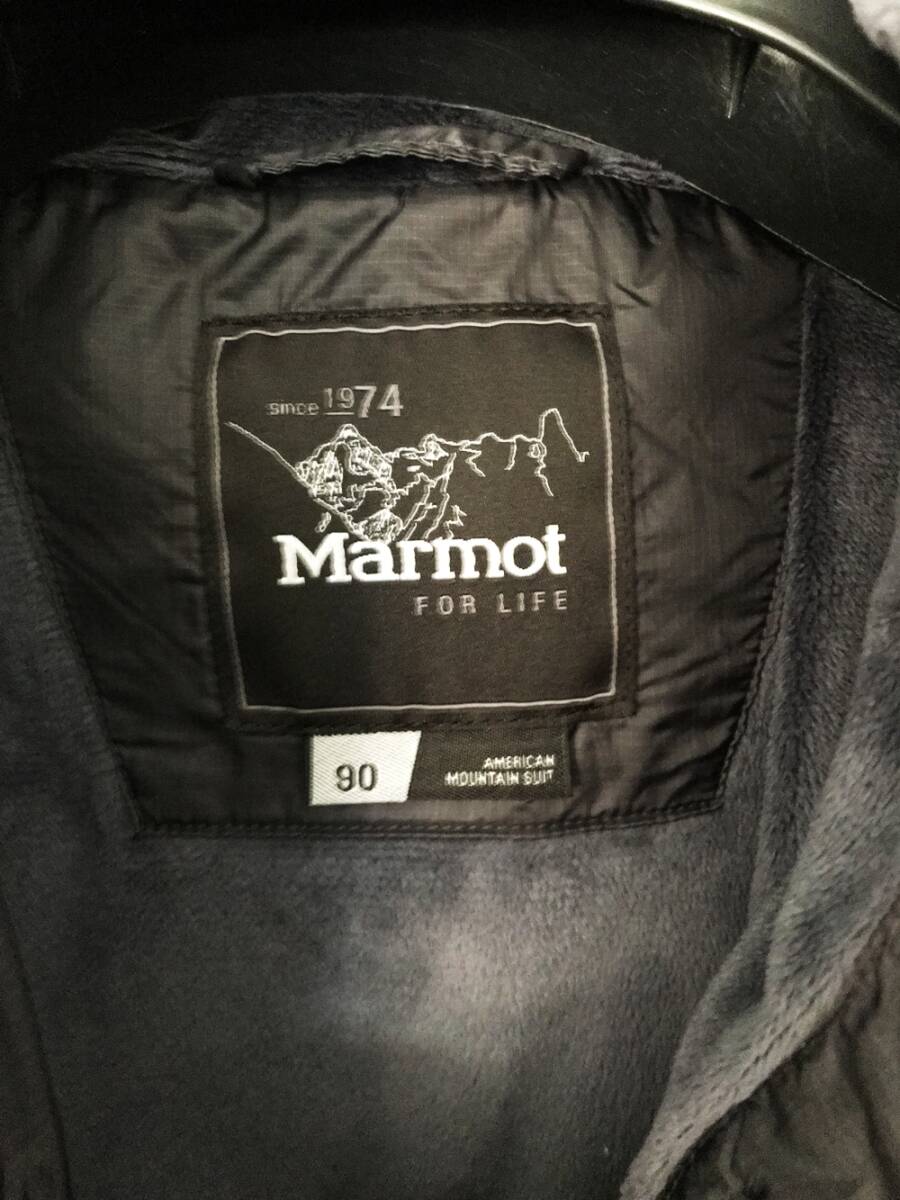 since 1974
Marmot
FOR LIFE
90
AMERICAN
MOUNTAIN SUIT